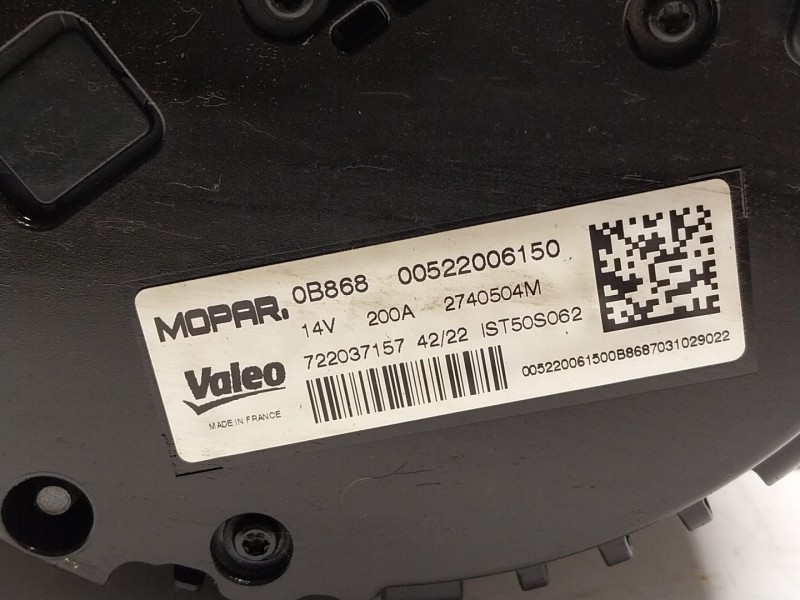 MOPAR. 0B868 00522006150
14V 200A 2740504M
Valeo 722037157 42/22 IST50S062
MADE IN FRANCE
005220061500B8687031029022